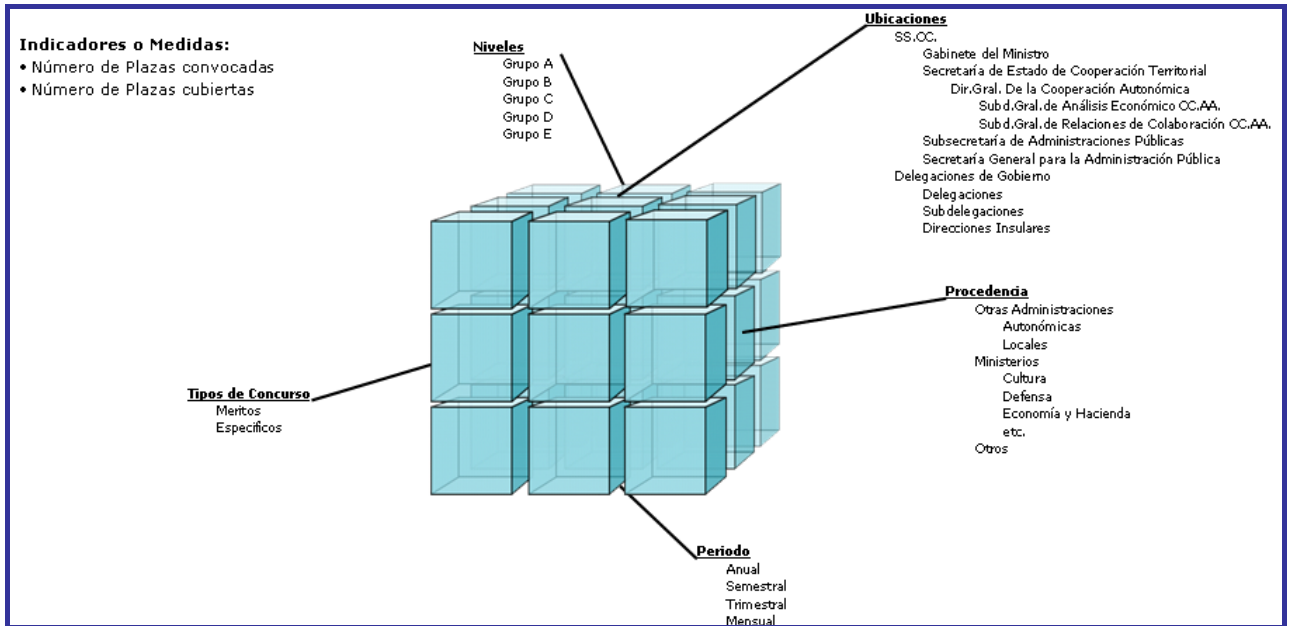 Indicadores o Medidas:
• Número de Plazas convocadas
• Número de Plazas cubiertas
Niveles
Grupo A
Grupo B
Grupo C
Grupo D
Grupo E
Ubicaciones
SS.CC.
Gabinete del Ministro
Secretaría de Estado de Cooperación Territorial
Dir.Gral. De la Cooperación Autonómica
Subd.Gral.de Análisis Económico CC.AA.
Subd.Gral.de Relaciones de Colaboración CC.AA.
Subsecretaría de Administraciones Públicas
Secretaría General para la Administración Pública
Delegaciones de Gobierno
Delegaciones
Subdelegaciones
Direcciones Insulares
Procedencia
Otras Administraciones
Autonómicas
Locales
Ministerios
Cultura
Defensa
Economía y Hacienda
etc.
Otros
Tipos de Concurso
Meritos
Especificos
Periodo
Anual
Semestral
Trimestral
Mensual